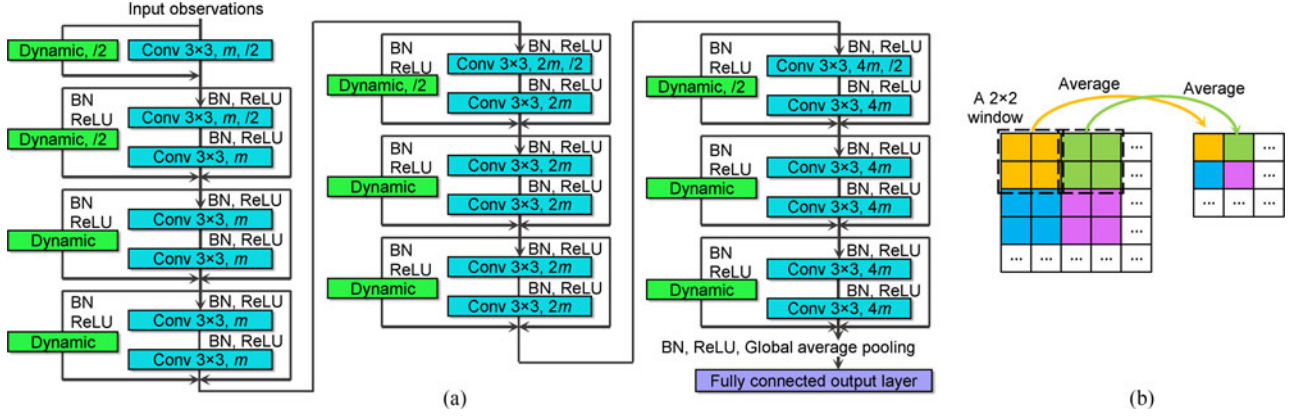 Input observations
Dynamic, /2
Conv 3×3, m, /2
BN
ReLU
BN, ReLU
Dynamic, /2
Conv 3×3, m, /2
BN, ReLU
Conv 3×3, m
BN
ReLU
BN, ReLU
Dynamic
Conv 3×3, m
BN, ReLU
Conv 3×3, m
BN
ReLU
BN, ReLU
Dynamic
Conv 3×3, m
BN, ReLU
Conv 3×3, m
BN
ReLU
BN, ReLU
Dynamic, /2
Conv 3×3, 2m, /2
BN, ReLU
Conv 3×3, 2m
BN
ReLU
BN, ReLU
Dynamic
Conv 3×3, 2m
BN, ReLU
Conv 3×3, 2m
BN
ReLU
BN, ReLU
Dynamic
Conv 3×3, 2m
BN, ReLU
Conv 3×3, 2m
BN
ReLU
BN, ReLU
Dynamic, /2
Conv 3×3, 4m, /2
BN, ReLU
Conv 3×3, 4m
BN
ReLU
BN, ReLU
Dynamic
Conv 3×3, 4m
BN, ReLU
Conv 3×3, 4m
BN
ReLU
BN, ReLU
Dynamic
Conv 3×3, 4m
BN, ReLU
Conv 3×3, 4m
BN, ReLU, Global average pooling
Fully connected output layer
(a)
A 2×2
window
Average
Average
...
...
...
...
...
... ... ... ... ...
...
...
... ... ...
(b)